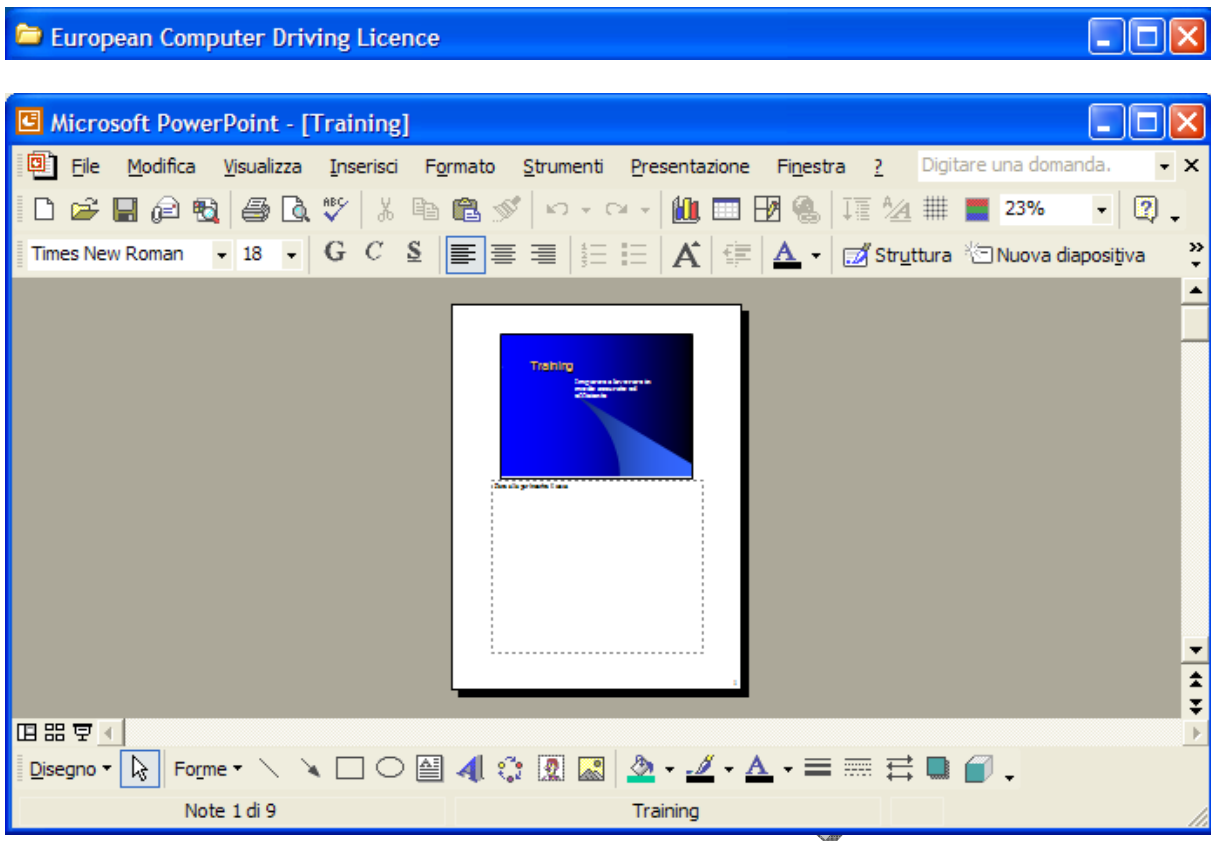 European Computer Driving Licence
Microsoft PowerPoint - [Training]
File Modifica Visualizza Inserisci Formato Strumenti Presentazione Finestra ? Digitare una domanda.
ABC 23%
Times New Roman 18 G C S A A Struttura Nuova diapositiva
Training
Disegno Forme A
Note 1 di 9 Training